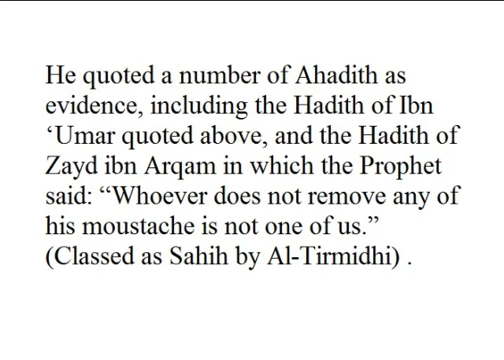 He quoted a number of Ahadith as
evidence, including the Hadith of Ibn
‘Umar quoted above, and the Hadith of
Zayd ibn Arqam in which the Prophet
said: “Whoever does not remove any of
his moustache is not one of us.”
(Classed as Sahih by Al-Tirmidhi) .